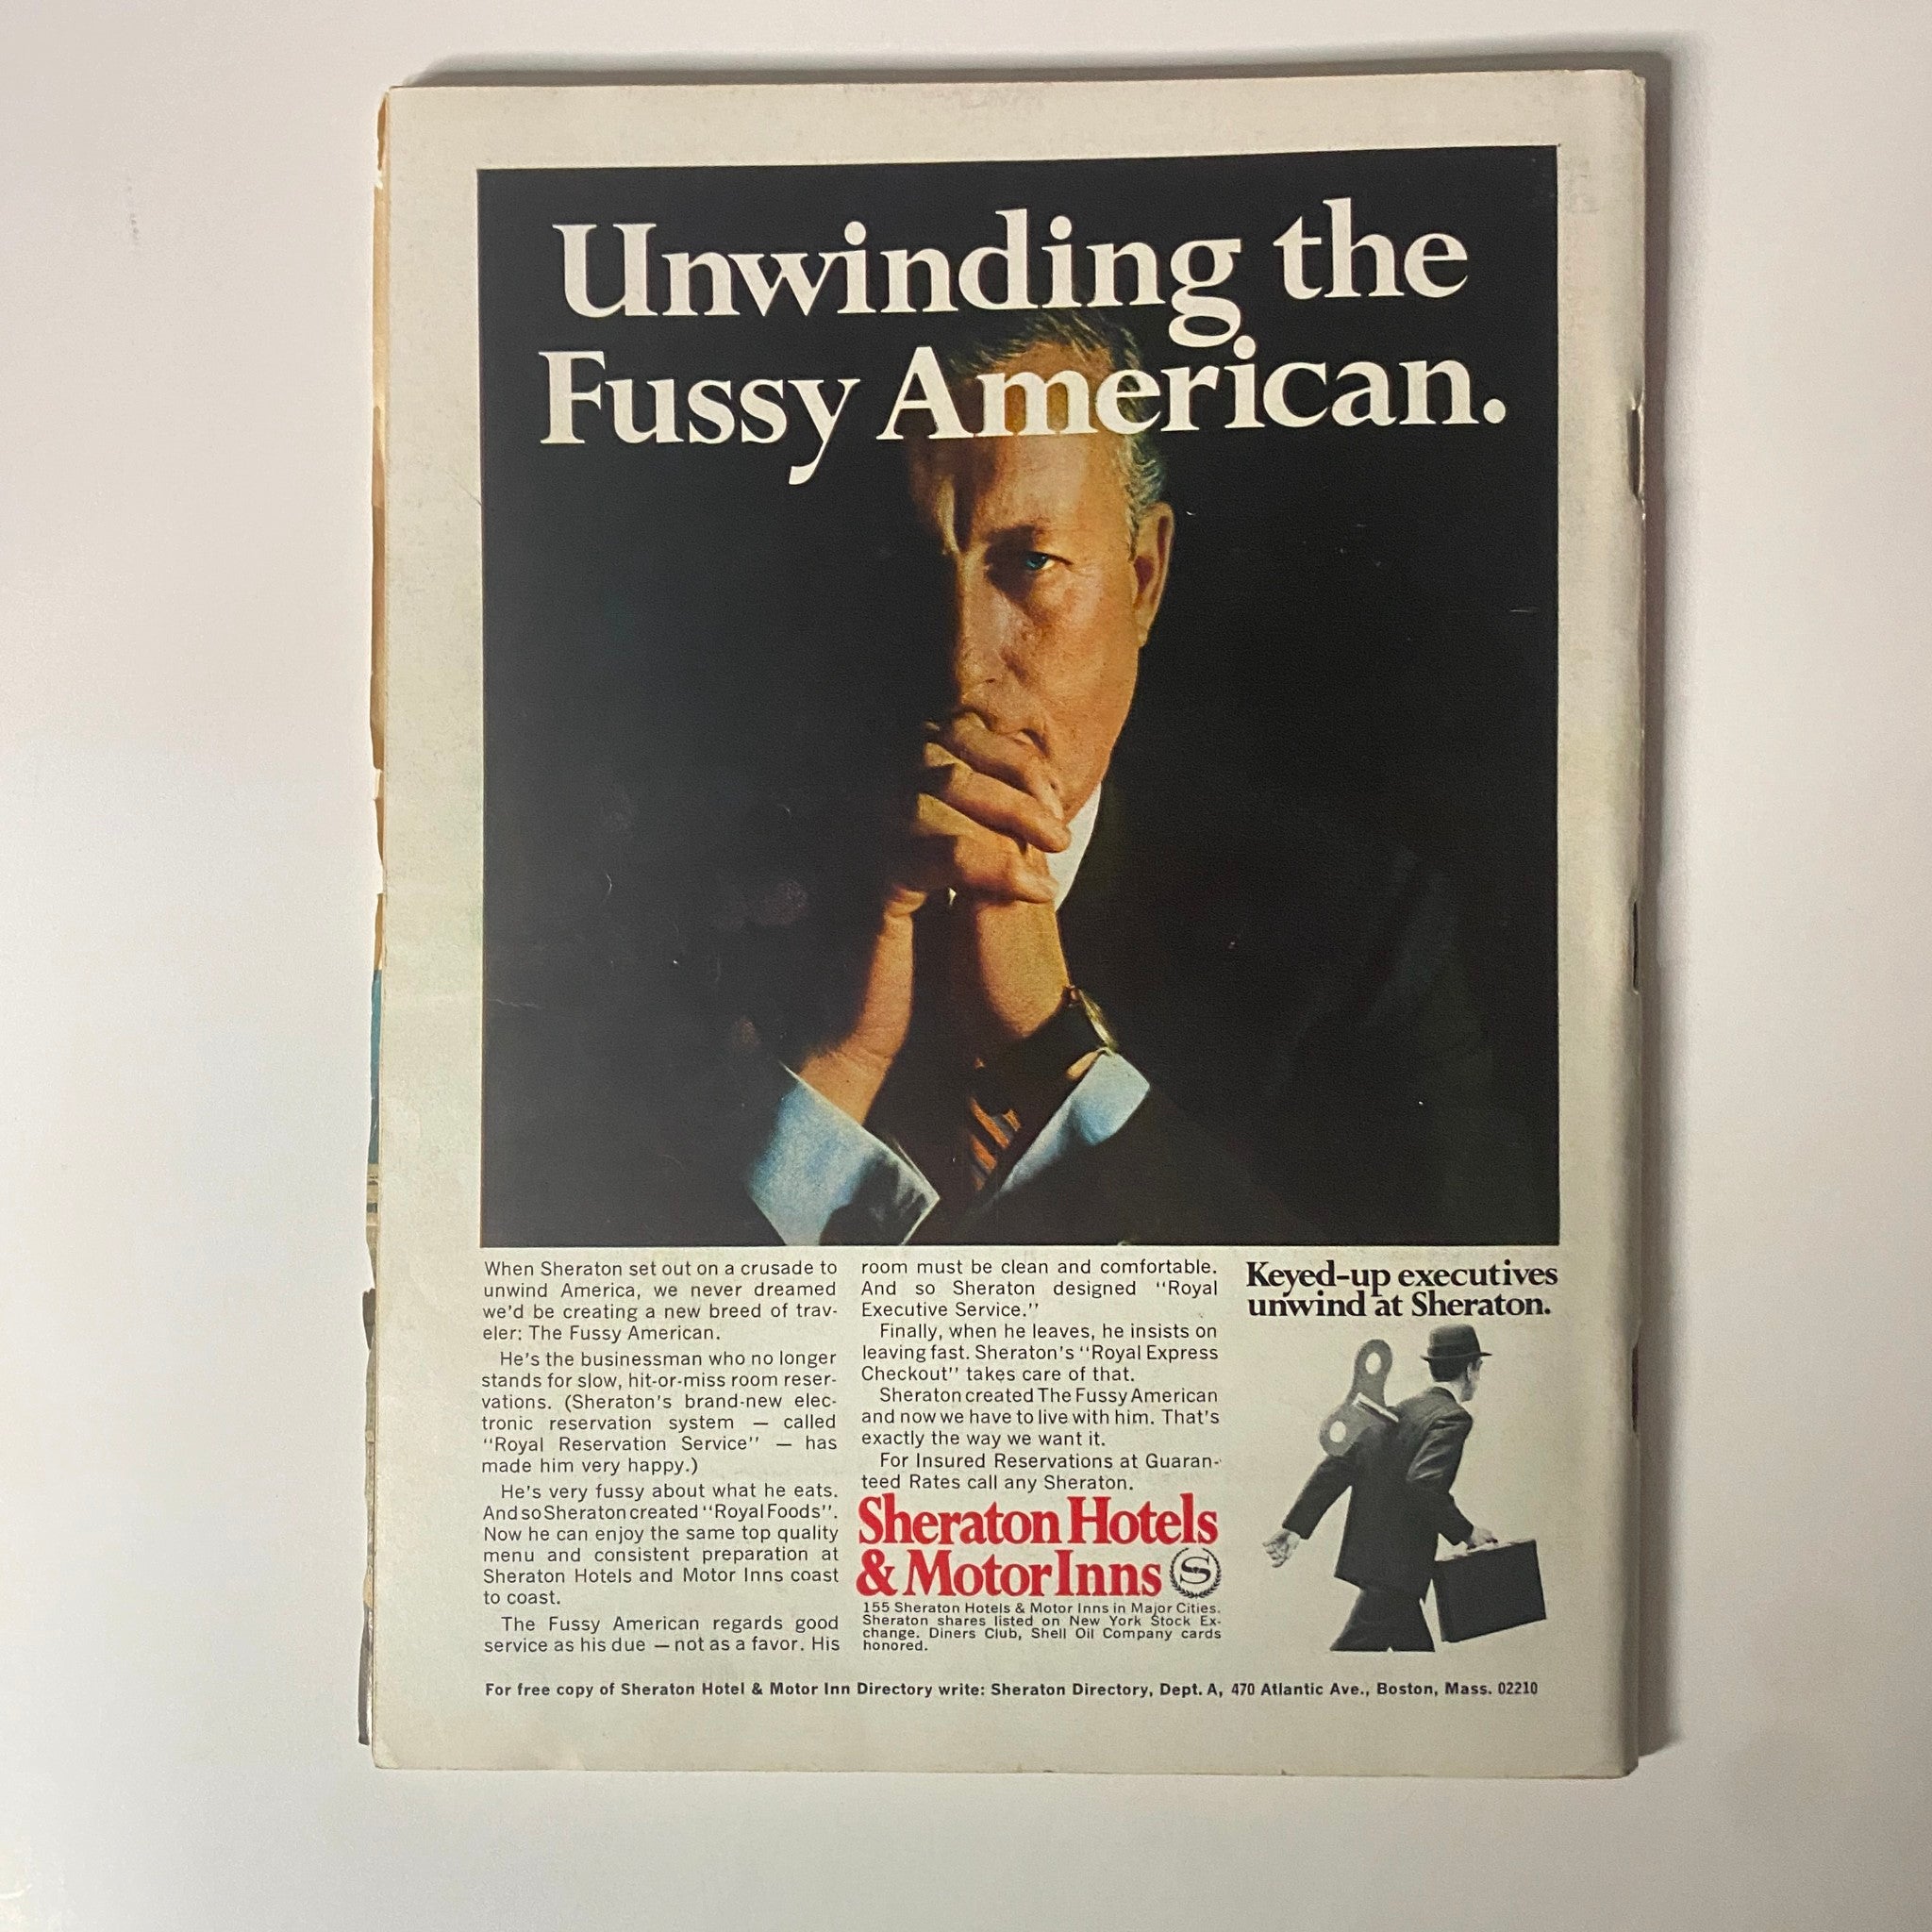 Unwinding the
Fussy American.
When Sheraton set out on a crusade to
unwind America, we never dreamed
we'd be creating a new breed of trav-
eler: The Fussy American.
He's the businessman who no longer
stands for slow, hit-or-miss room reser-
vations. (Sheraton's brand-new elec-
tronic reservation system — called
"Royal Reservation Service" — has
made him very happy.)
He's very fussy about what he eats.
And so Sheraton created "Royal Foods".
Now he can enjoy the same top quality
menu and consistent preparation at
Sheraton Hotels and Motor Inns coast
to coast.
The Fussy American regards good
service as his due — not as a favor. His
room must be clean and comfortable.
And so Sheraton designed "Royal
Executive Service."
Finally, when he leaves, he insists on
leaving fast. Sheraton's "Royal Express
Checkout" takes care of that.
Sheraton created The Fussy American
and now we have to live with him. That's
exactly the way we want it.
For Insured Reservations at Guaran-
teed Rates call any Sheraton.
Sheraton Hotels
& Motor Inns S
155 Sheraton Hotels & Motor Inns in Major Cities.
Sheraton shares listed on New York Stock Ex-
change. Diners Club, Shell Oil Company cards
honored.
Keyed-up executives
unwind at Sheraton.
For free copy of Sheraton Hotel & Motor Inn Directory write: Sheraton Directory, Dept. A, 470 Atlantic Ave., Boston, Mass. 02210